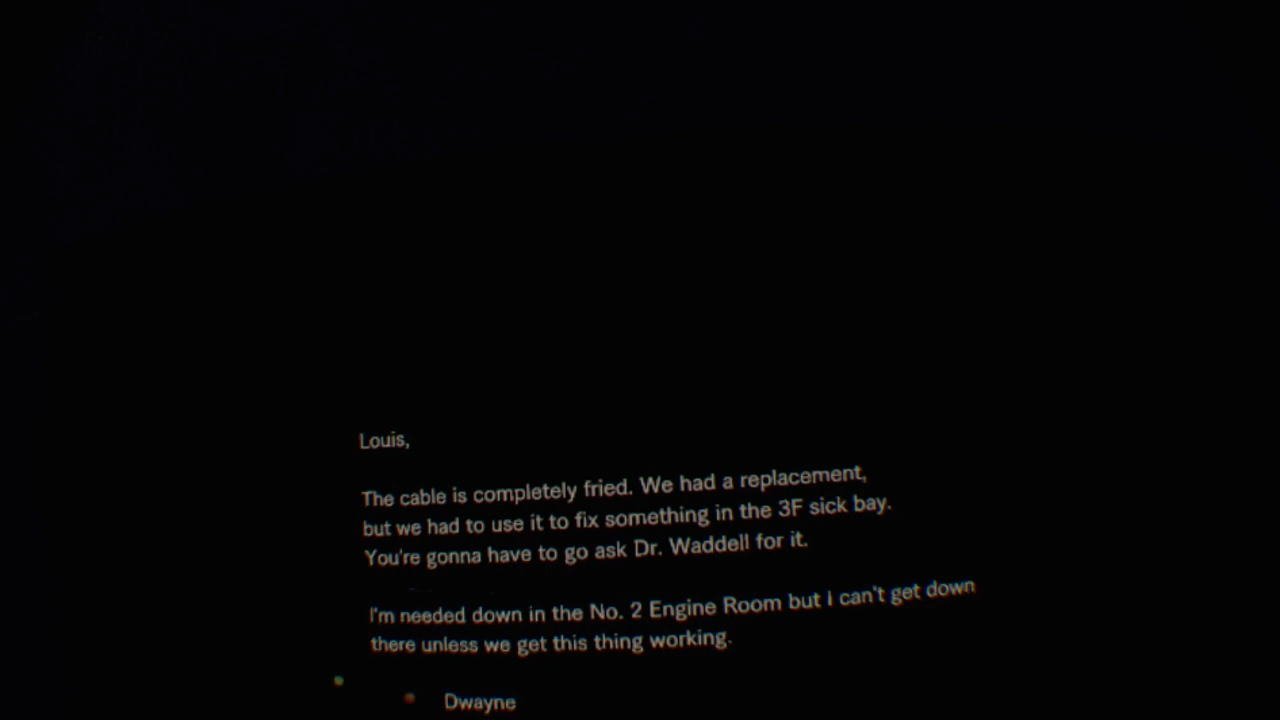 Louis,
The cable is completely fried. We had a replacement,
but we had to use it to fix something in the 3F sick bay.
You're gonna have to go ask Dr. Waddell for it.
I'm needed down in the No. 2 Engine Room but I can't get down
there unless we get this thing working.
Dwayne